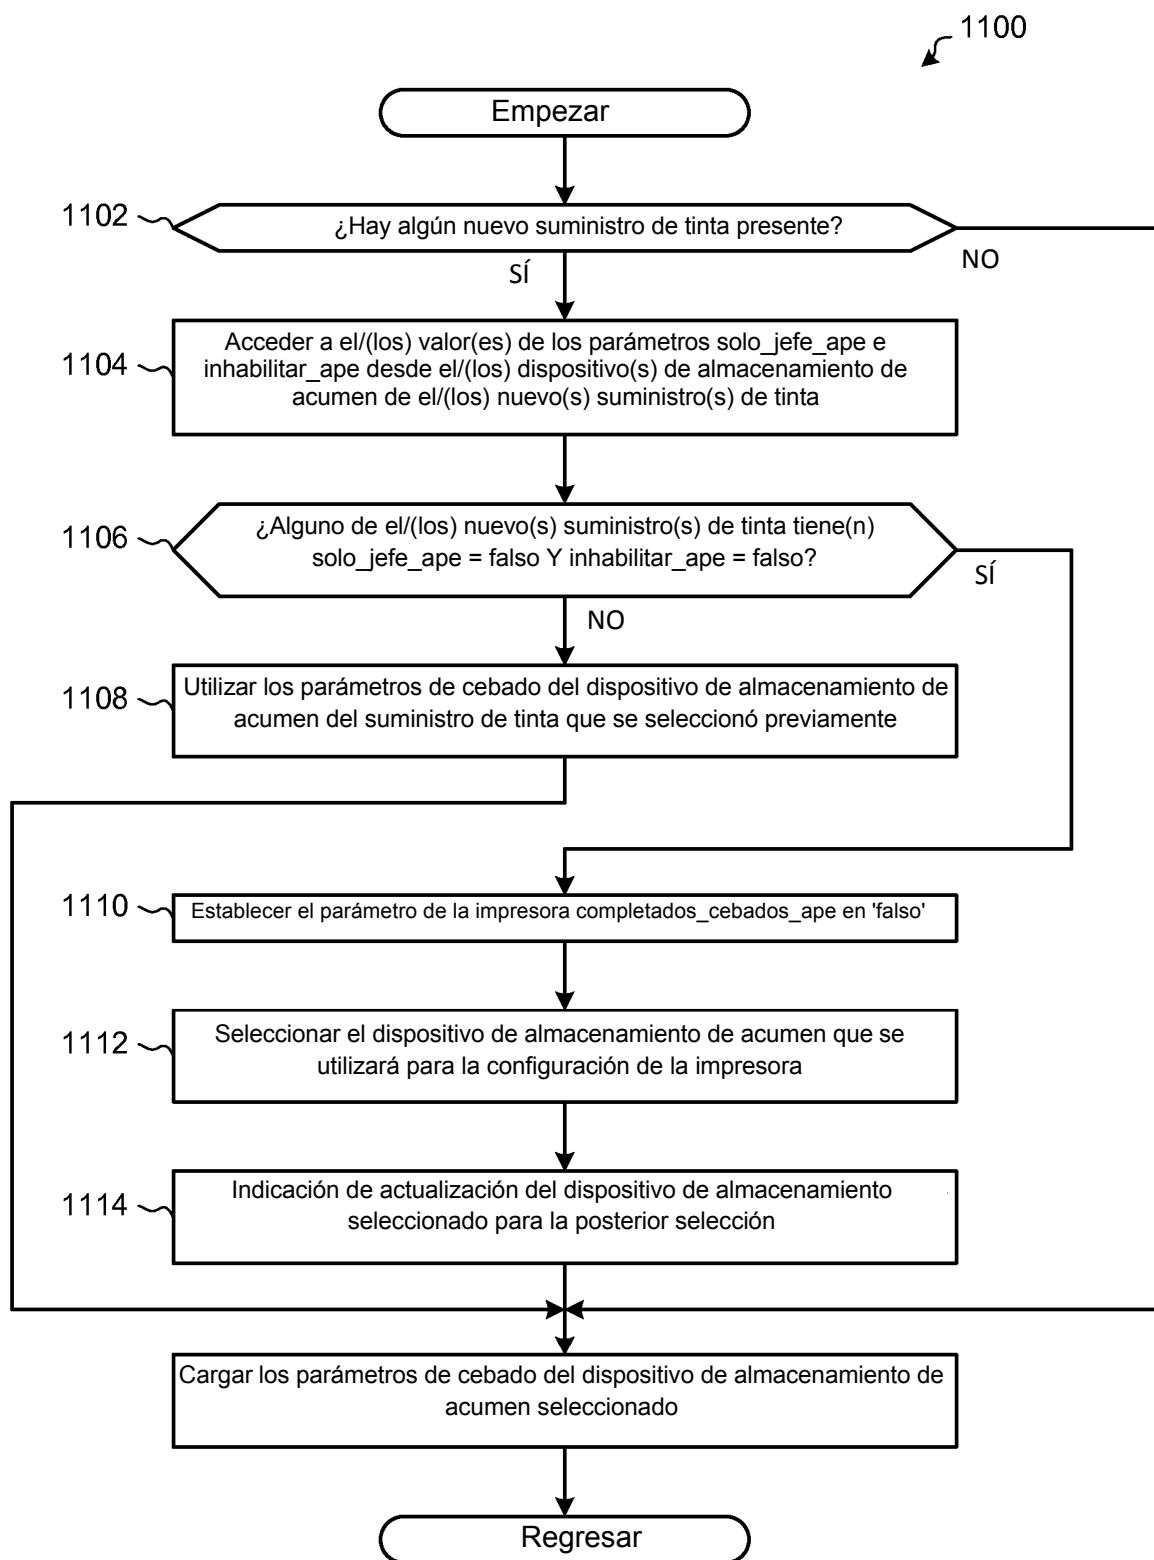 1100
Empezar
1102
¿Hay algún nuevo suministro de tinta presente?
NO
SÍ
1104
Acceder a el/(los) valor(es) de los parámetros solo_jefe_ape e
inhabilitar_ape desde el/(los) dispositivo(s) de almacenamiento de
acumen de el/(los) nuevo(s) suministro(s) de tinta
1106
¿Alguno de el/(los) nuevo(s) suministro(s) de tinta tiene(n)
solo_jefe_ape = falso Y inhabilitar_ape = falso?
SÍ
NO
1108
Utilizar los parámetros de cebado del dispositivo de almacenamiento de
acumen del suministro de tinta que se seleccionó previamente
1110
Establecer el parámetro de la impresora completados_cebados_ape en 'falso'
1112
Seleccionar el dispositivo de almacenamiento de acumen que se
utilizará para la configuración de la impresora
1114
Indicación de actualización del dispositivo de almacenamiento
seleccionado para la posterior selección
Cargar los parámetros de cebado del dispositivo de almacenamiento de
acumen seleccionado
Regresar